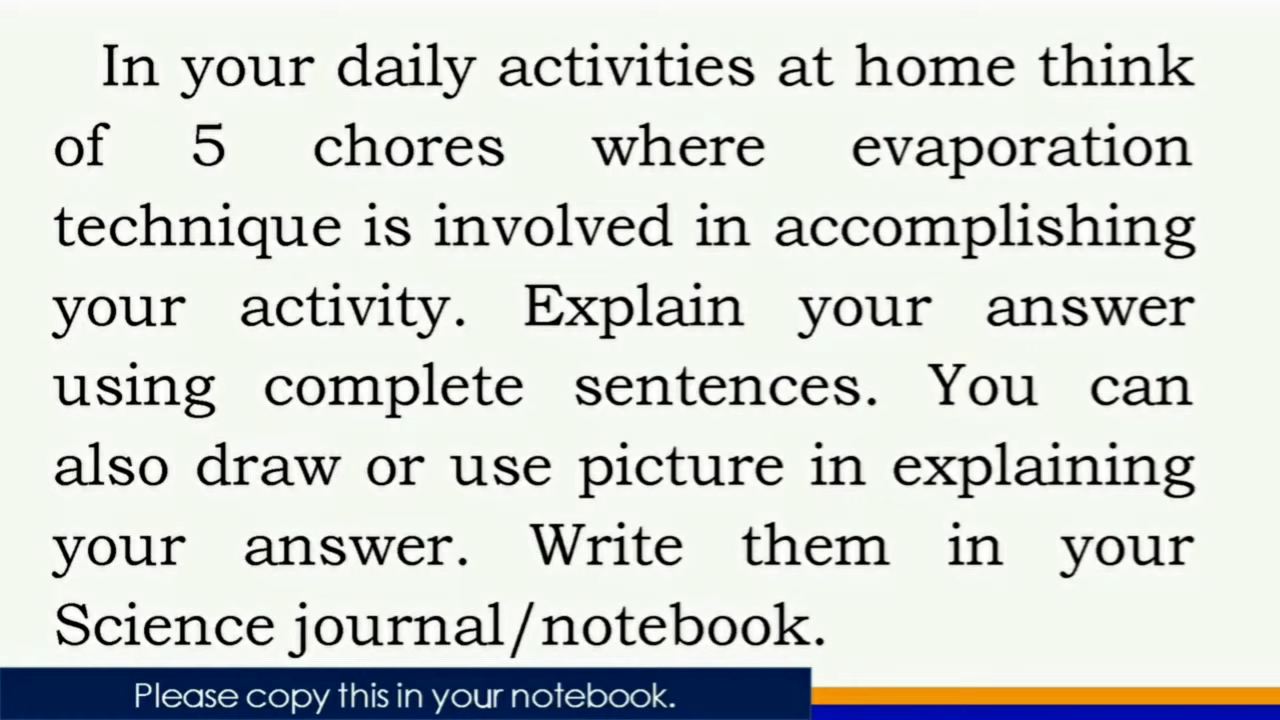 In your daily activities at home think
of 5 chores where evaporation
technique is involved in accomplishing
your activity. Explain your answer
using complete sentences. You can
also draw or use picture in explaining
your answer. Write them in your
Science journal/notebook.
Please copy this in your notebook.